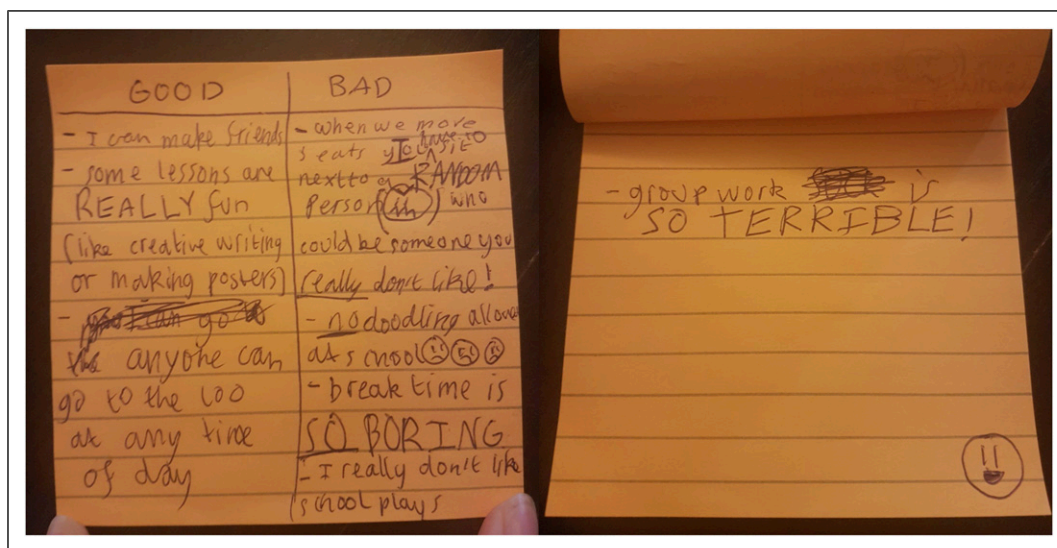 GOOD
- I can make friends
- some lessons are
REALLY fun
(like creative writing
or making posters)
-
anyone can
go to the loo
at any time
of day
BAD
- when we move
seats you have to sit
next to a RANDOM
person who
could be someone you
really don't like!
- no doodling allowe
at school
- break time is
SO BORING
- I really don't like
school plays
- group work is
SO TERRIBLE!